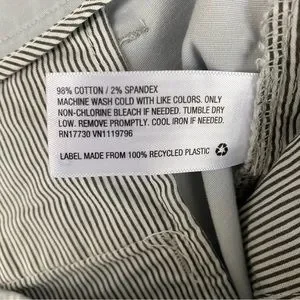 98% COTTON / 2% SPANDEX
MACHINE WASH COLD WITH LIKE COLORS. ONLY
NON-CHLORINE BLEACH IF NEEDED. TUMBLE DRY
LOW. REMOVE PROMPTLY. COOL IRON IF NEEDED.
RN17730 VN1119796
LABEL MADE FROM 100% RECYCLED PLASTIC